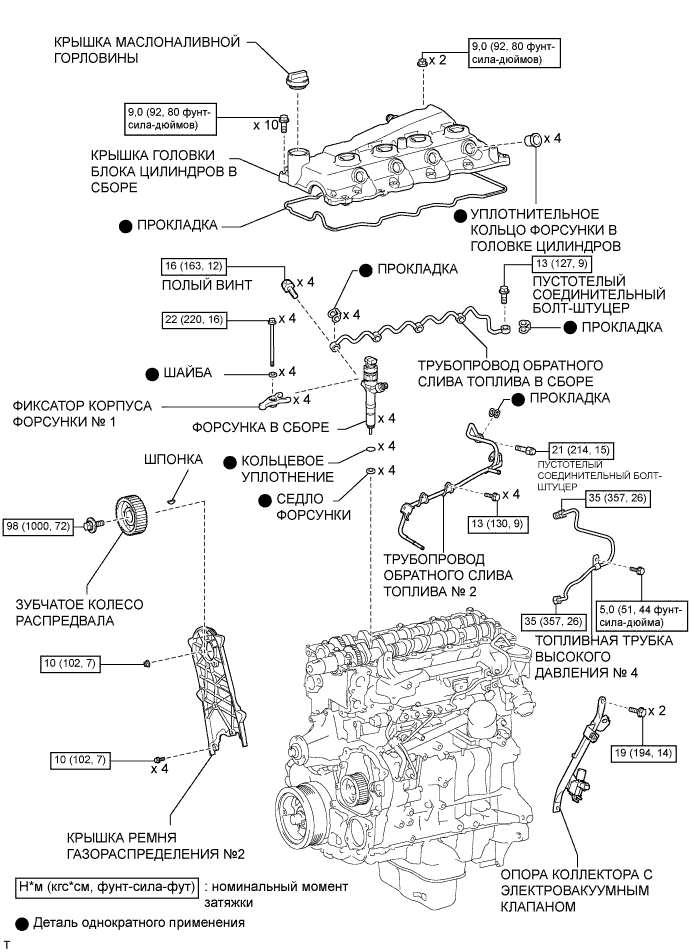 КРЫШКА МАСЛОНАЛИВНОЙ
ГОРЛОВИНЫ
9,0 (92, 80 фунт-
сила-дюймов)
x 2
9,0 (92, 80 фунт-
сила-дюймов)
x 10
x 4
КРЫШКА ГОЛОВКИ
БЛОКА ЦИЛИНДРОВ В
СБОРЕ
ПРОКЛАДКА
УПЛОТНИТЕЛЬНОЕ
КОЛЬЦО ФОРСУНКИ В
ГОЛОВКЕ ЦИЛИНДРОВ
16 (163, 12)
ПОЛЫЙ ВИНТ
x 4
ПРОКЛАДКА
x 4
13 (127, 9)
ПУСТОТЕЛЫЙ
СОЕДИНИТЕЛЬНЫЙ
БОЛТ-ШТУЦЕР
ПРОКЛАДКА
22 (220, 16)
x 4
ШАЙБА
x 4
ТРУБОПРОВОД ОБРАТНОГО
СЛИВА ТОПЛИВА В СБОРЕ
ФИКСАТОР КОРПУСА
ФОРСУНКИ № 1
x 4
ФОРСУНКА В СБОРЕ
x 4
ПРОКЛАДКА
21 (214, 15)
ПУСТОТЕЛЫЙ
СОЕДИНИТЕЛЬНЫЙ БОЛТ-
ШТУЦЕР
КОЛЬЦЕВОЕ
УПЛОТНЕНИЕ
x 4
СЕДЛО
ФОРСУНКИ
x 4
x 4
13 (130, 9)
35 (357, 26)
ШПОНКА
98 (1000, 72)
ЗУБЧАТОЕ КОЛЕСО
РАСПРЕДВАЛА
ТРУБОПРОВОД
ОБРАТНОГО СЛИВА
ТОПЛИВА № 2
35 (357, 26)
5,0 (51, 44 фунт-
сила-дюйма)
ТОПЛИВНАЯ ТРУБКА
ВЫСОКОГО
ДАВЛЕНИЯ № 4
10 (102, 7)
x 2
19 (194, 14)
10 (102, 7)
x 4
КРЫШКА РЕМНЯ
ГАЗОРАСПРЕДЕЛЕНИЯ №2
ОПОРА КОЛЛЕКТОРА С
ЭЛЕКТРОВАКУУМНЫМ
КЛАПАНОМ
Н*м (кгс*см, фунт-сила-фут) : номинальный момент
затяжки
Деталь однократного применения
T